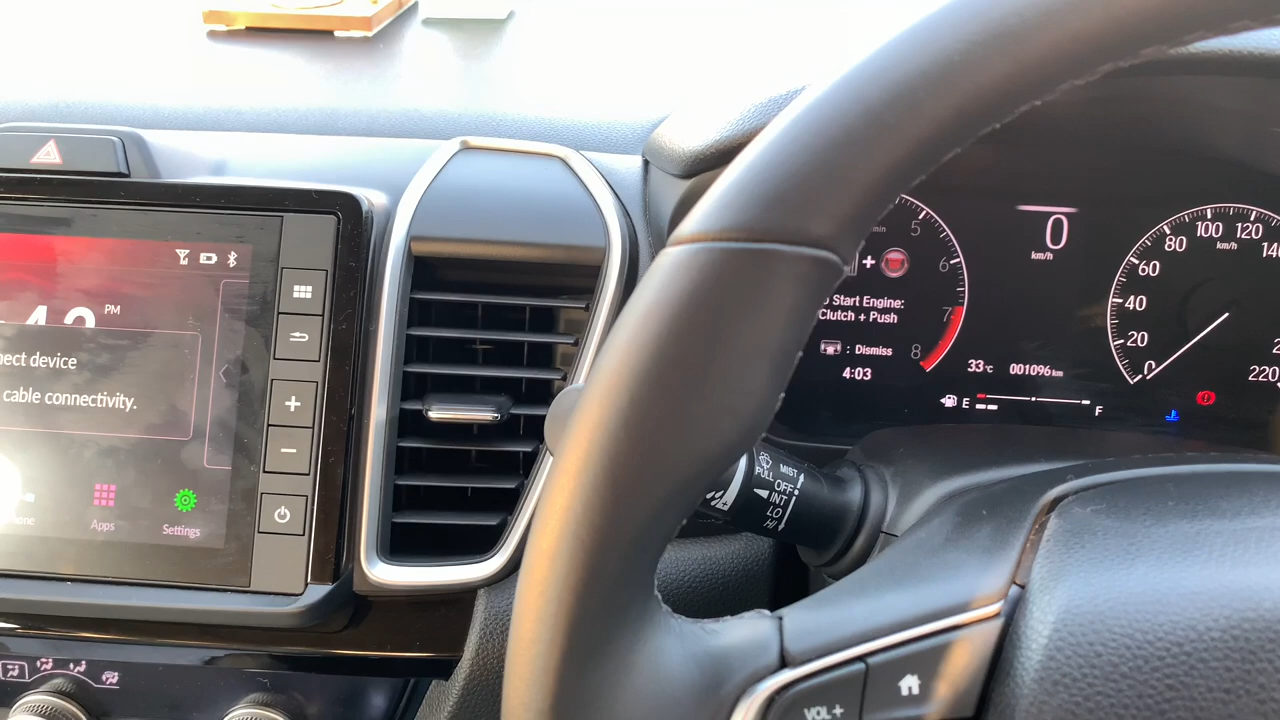 PM
nect device
cable connectivity.
Apps
Settings
VOL+
PULL
MIST
OFF
INT
LO
HI
min
5
6
7
8
+
Start Engine:
Clutch + Push
: Dismiss
4:03
0
km/h
33°C
001096 km
E
F
0
20
40
60
80
100
120
km/h
220